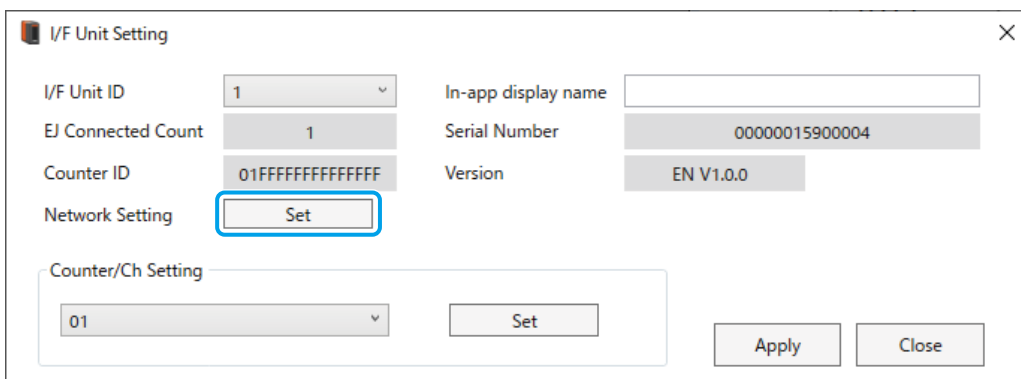 I/F Unit Setting
I/F Unit ID 1 In-app display name
EJ Connected Count 1 Serial Number 00000015900004
Counter ID 01FFFFFFFFFFFFFF Version EN V1.0.0
Network Setting Set
Counter/Ch Setting
01 Set
Apply Close